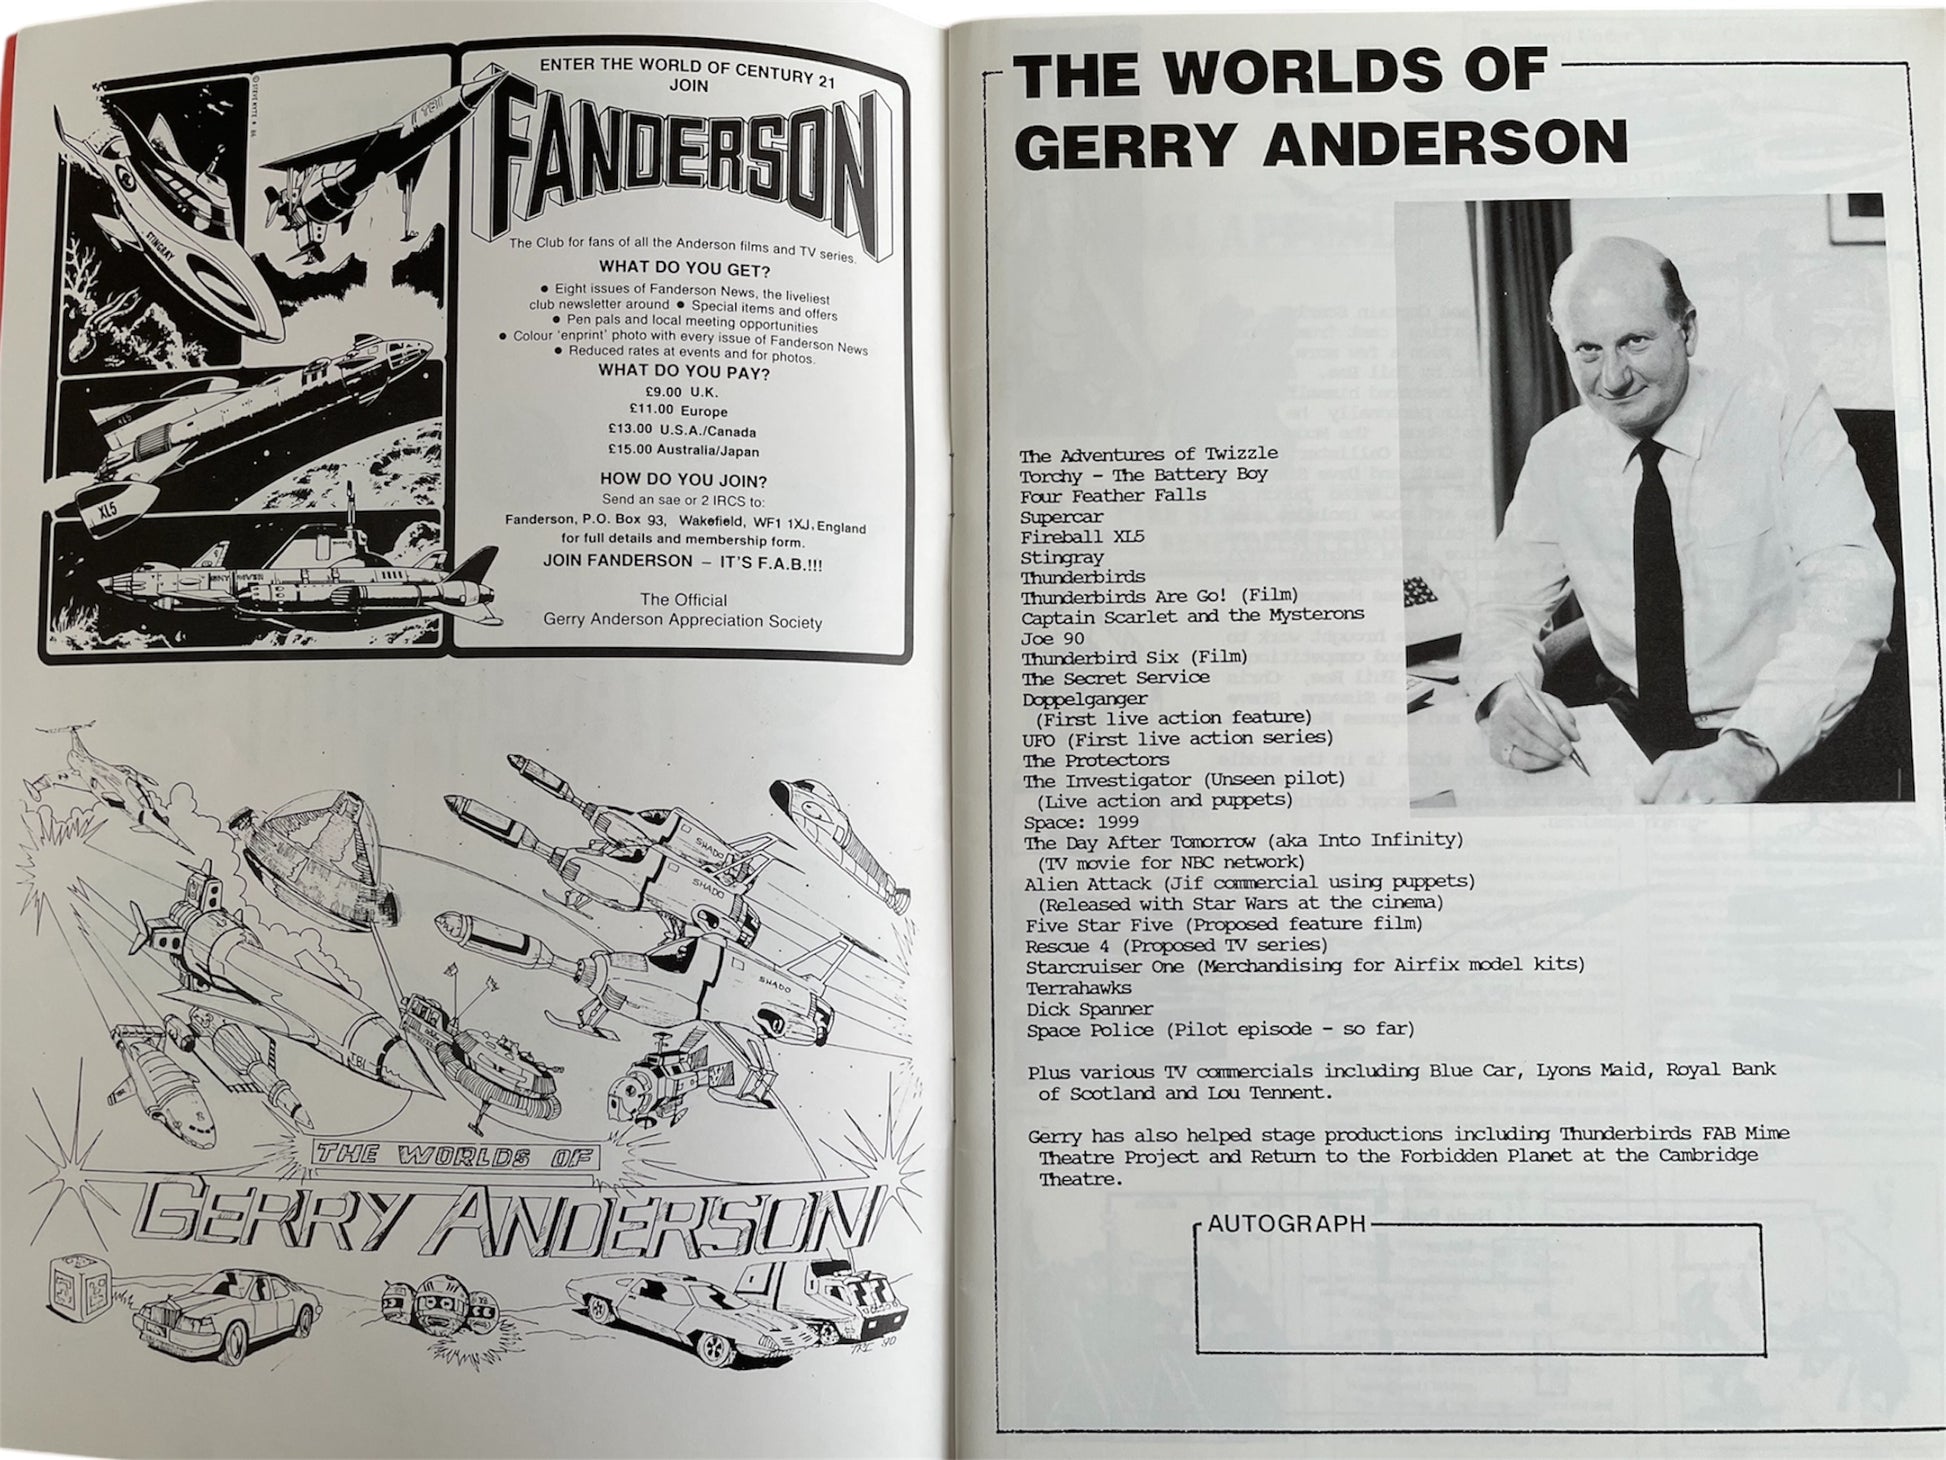 ENTER THE WORLD OF CENTURY 21
JOIN
FANDERSON
The Club for fans of all the Anderson films and TV series.
WHAT DO YOU GET?
● Eight issues of Fanderson News, the liveliest
club newsletter around ● Special items and offers
● Pen pals and local meeting opportunities
● Colour 'enprint' photo with every issue of Fanderson News
● Reduced rates at events and for photos.
WHAT DO YOU PAY?
£9.00 U.K.
£11.00 Europe
£13.00 U.S.A./Canada
£15.00 Australia/Japan
HOW DO YOU JOIN?
Send an sae or 2 IRCS to:
Fanderson, P.O. Box 93, Wakefield, WF1 1XJ, England
for full details and membership form.
JOIN FANDERSON – IT'S F.A.B.!!!
The Official
Gerry Anderson Appreciation Society
STINGRAY
XL5
XL5
SHADO
SHADO
SHADO
TB1
THE WORLDS OF
GERRY ANDERSON
THE WORLDS OF
GERRY ANDERSON
The Adventures of Twizzle
Torchy - The Battery Boy
Four Feather Falls
Supercar
Fireball XL5
Stingray
Thunderbirds
Thunderbirds Are Go! (Film)
Captain Scarlet and the Mysterons
Joe 90
Thunderbird Six (Film)
The Secret Service
Doppelganger
(First live action feature)
UFO (First live action series)
The Protectors
The Investigator (Unseen pilot)
(Live action and puppets)
Space: 1999
The Day After Tomorrow (aka Into Infinity)
(TV movie for NBC network)
Alien Attack (Jif commercial using puppets)
(Released with Star Wars at the cinema)
Five Star Five (Proposed feature film)
Rescue 4 (Proposed TV series)
Starcruiser One (Merchandising for Airfix model kits)
Terrahawks
Dick Spanner
Space Police (Pilot episode - so far)
Plus various TV commercials including Blue Car, Lyons Maid, Royal Bank
of Scotland and Lou Tennent.
Gerry has also helped stage productions including Thunderbirds FAB Mime
Theatre Project and Return to the Forbidden Planet at the Cambridge
Theatre.
AUTOGRAPH